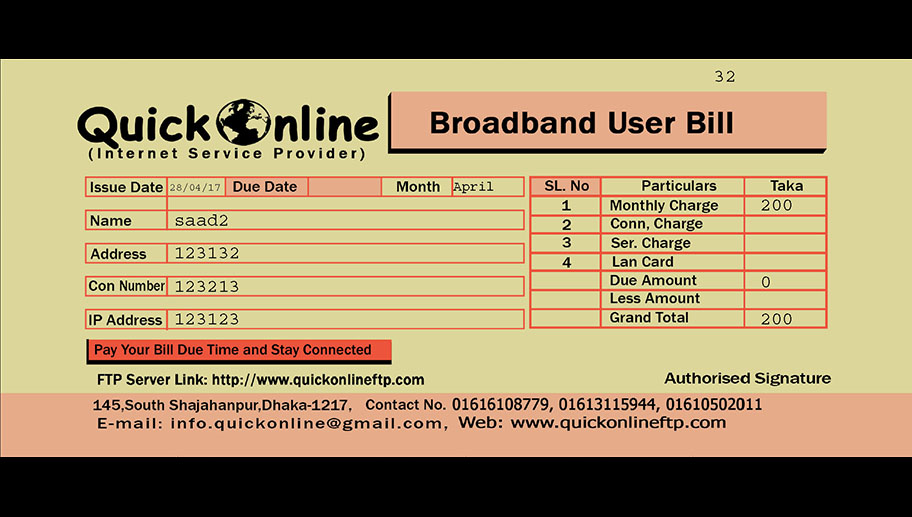 32
Quick Online
(Internet Service Provider)
Broadband User Bill
Issue Date 28/04/17 Due Date Month April
Name saad2
Address 123132
Con Number 123213
IP Address 123123
SL. No Particulars Taka
1 Monthly Charge 200
2 Conn, Charge
3 Ser. Charge
4 Lan Card
Due Amount 0
Less Amount
Grand Total 200
Pay Your Bill Due Time and Stay Connected
FTP Server Link: http://www.quickonlineftp.com
Authorised Signature
145,South Shajahanpur,Dhaka-1217, Contact No. 01616108779, 01613115944, 01610502011
E-mail: info.quickonline@gmail.com, Web: www.quickonlineftp.com